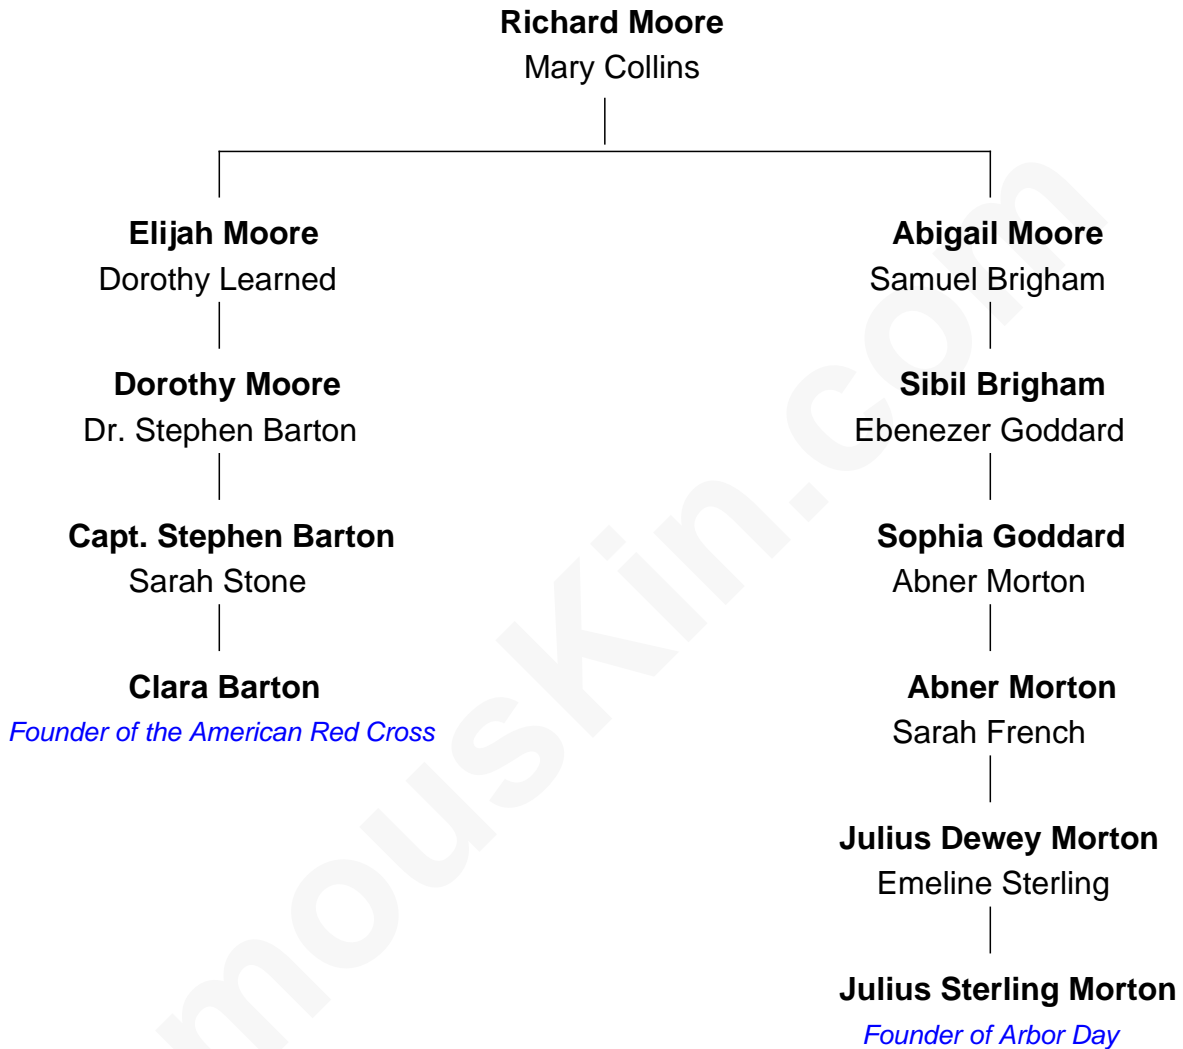 Richard Moore
Mary Collins
Elijah Moore
Dorothy Learned
Dorothy Moore
Dr. Stephen Barton
Capt. Stephen Barton
Sarah Stone
Clara Barton
Founder of the American Red Cross
Abigail Moore
Samuel Brigham
Sibil Brigham
Ebenezer Goddard
Sophia Goddard
Abner Morton
Abner Morton
Sarah French
Julius Dewey Morton
Emeline Sterling
Julius Sterling Morton
Founder of Arbor Day
mousKin.com